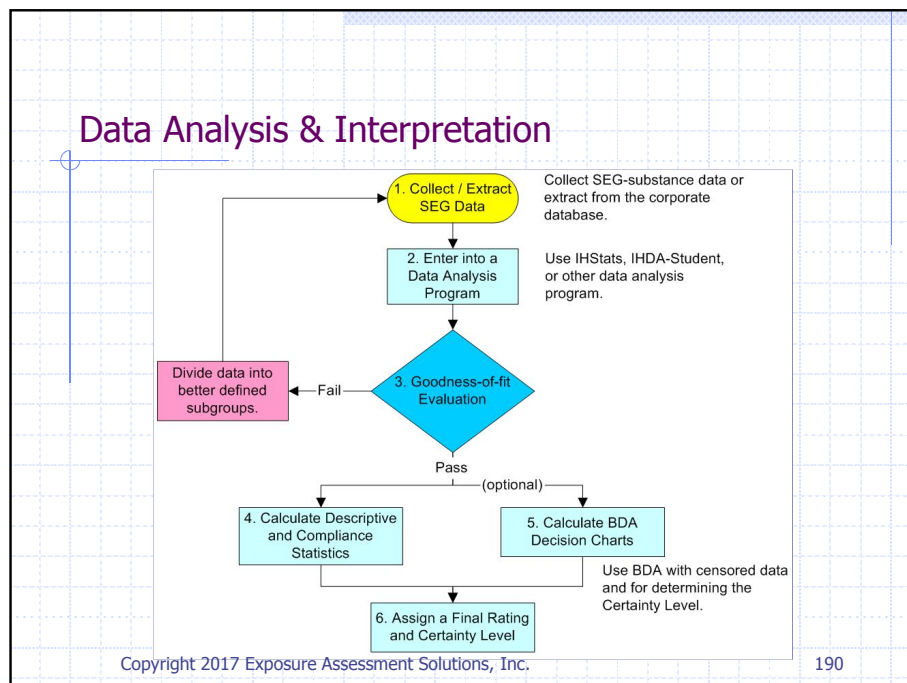 Data Analysis & Interpretation
1. Collect / Extract
SEG Data
Collect SEG-substance data or
extract from the corporate
database.
2. Enter into a
Data Analysis
Program
Use IHStats, IHDA-Student,
or other data analysis
program.
Divide data into
better defined
subgroups.
Fail
3. Goodness-of-fit
Evaluation
Pass
(optional)
4. Calculate Descriptive
and Compliance
Statistics
5. Calculate BDA
Decision Charts
Use BDA with censored data
and for determining the
Certainty Level.
6. Assign a Final Rating
and Certainty Level
Copyright 2017 Exposure Assessment Solutions, Inc.
190